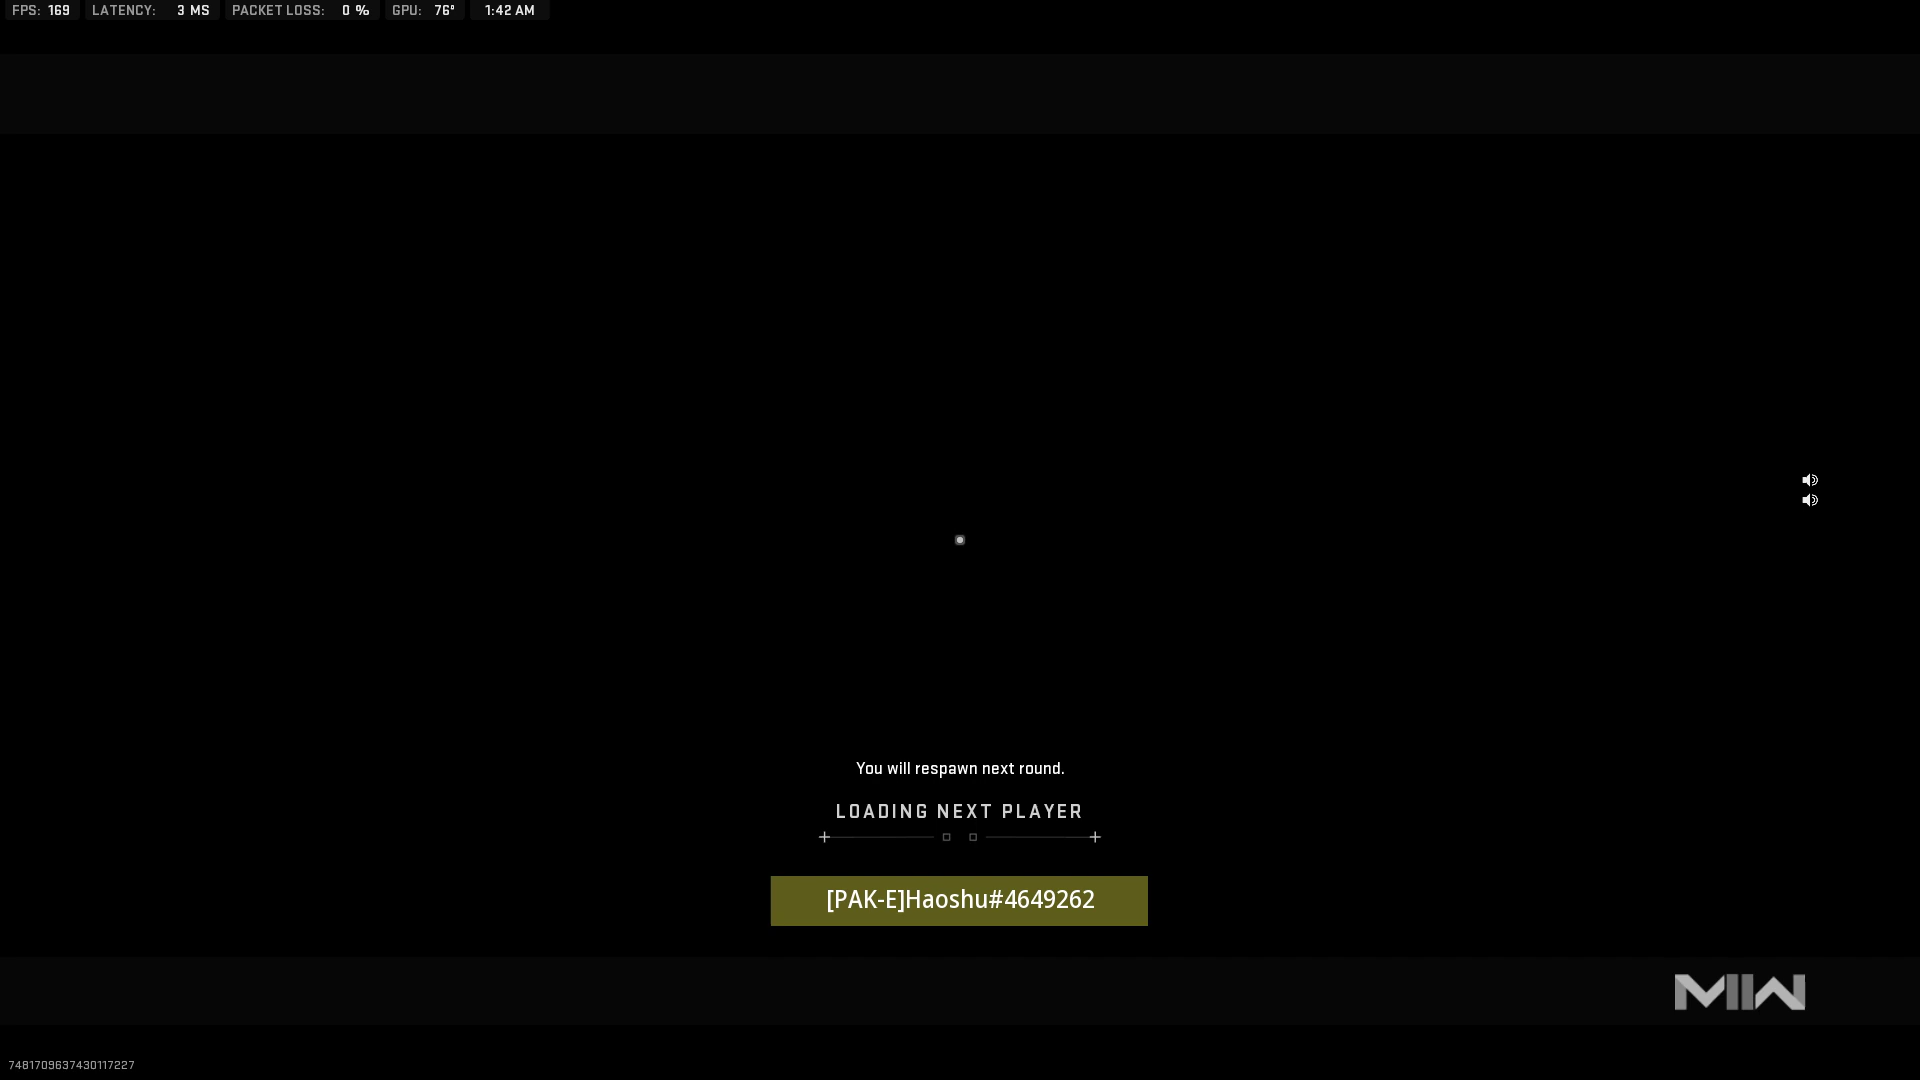 FPS: 169 LATENCY: 3 MS PACKET LOSS: 0 % GPU: 76° 1:42 AM
You will respawn next round.
LOADING NEXT PLAYER
[PAK-E]Haoshu#4649262
MIIW
7481709637430117227